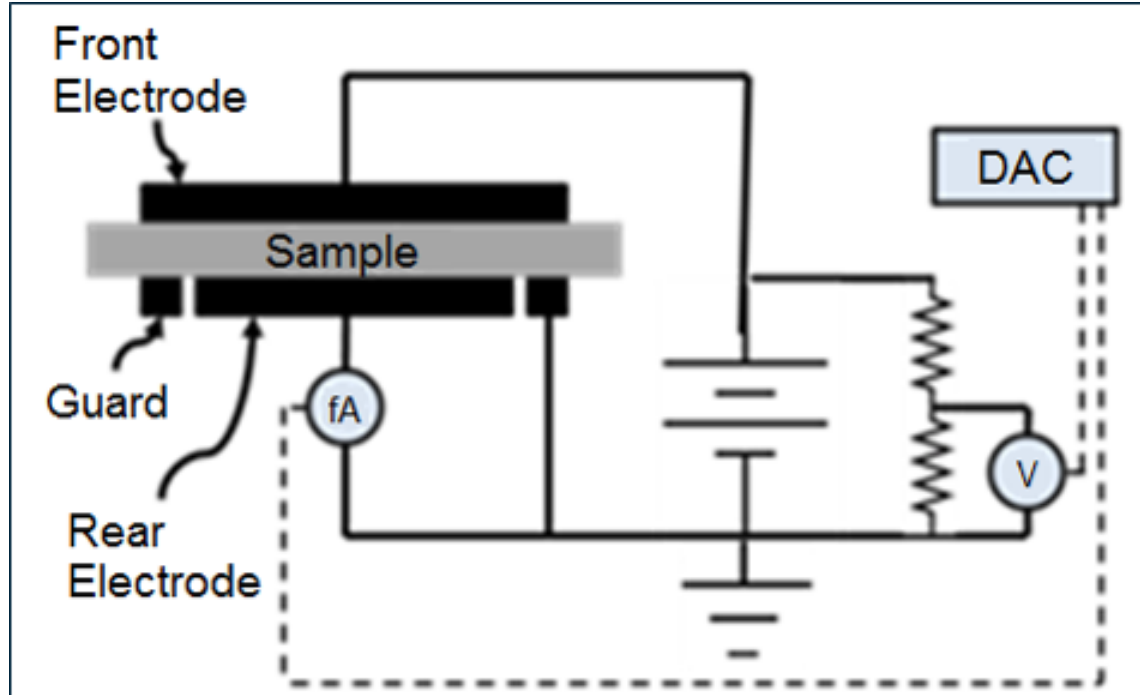 Front
Electrode
DAC
Sample
Guard
fA
V
Rear
Electrode